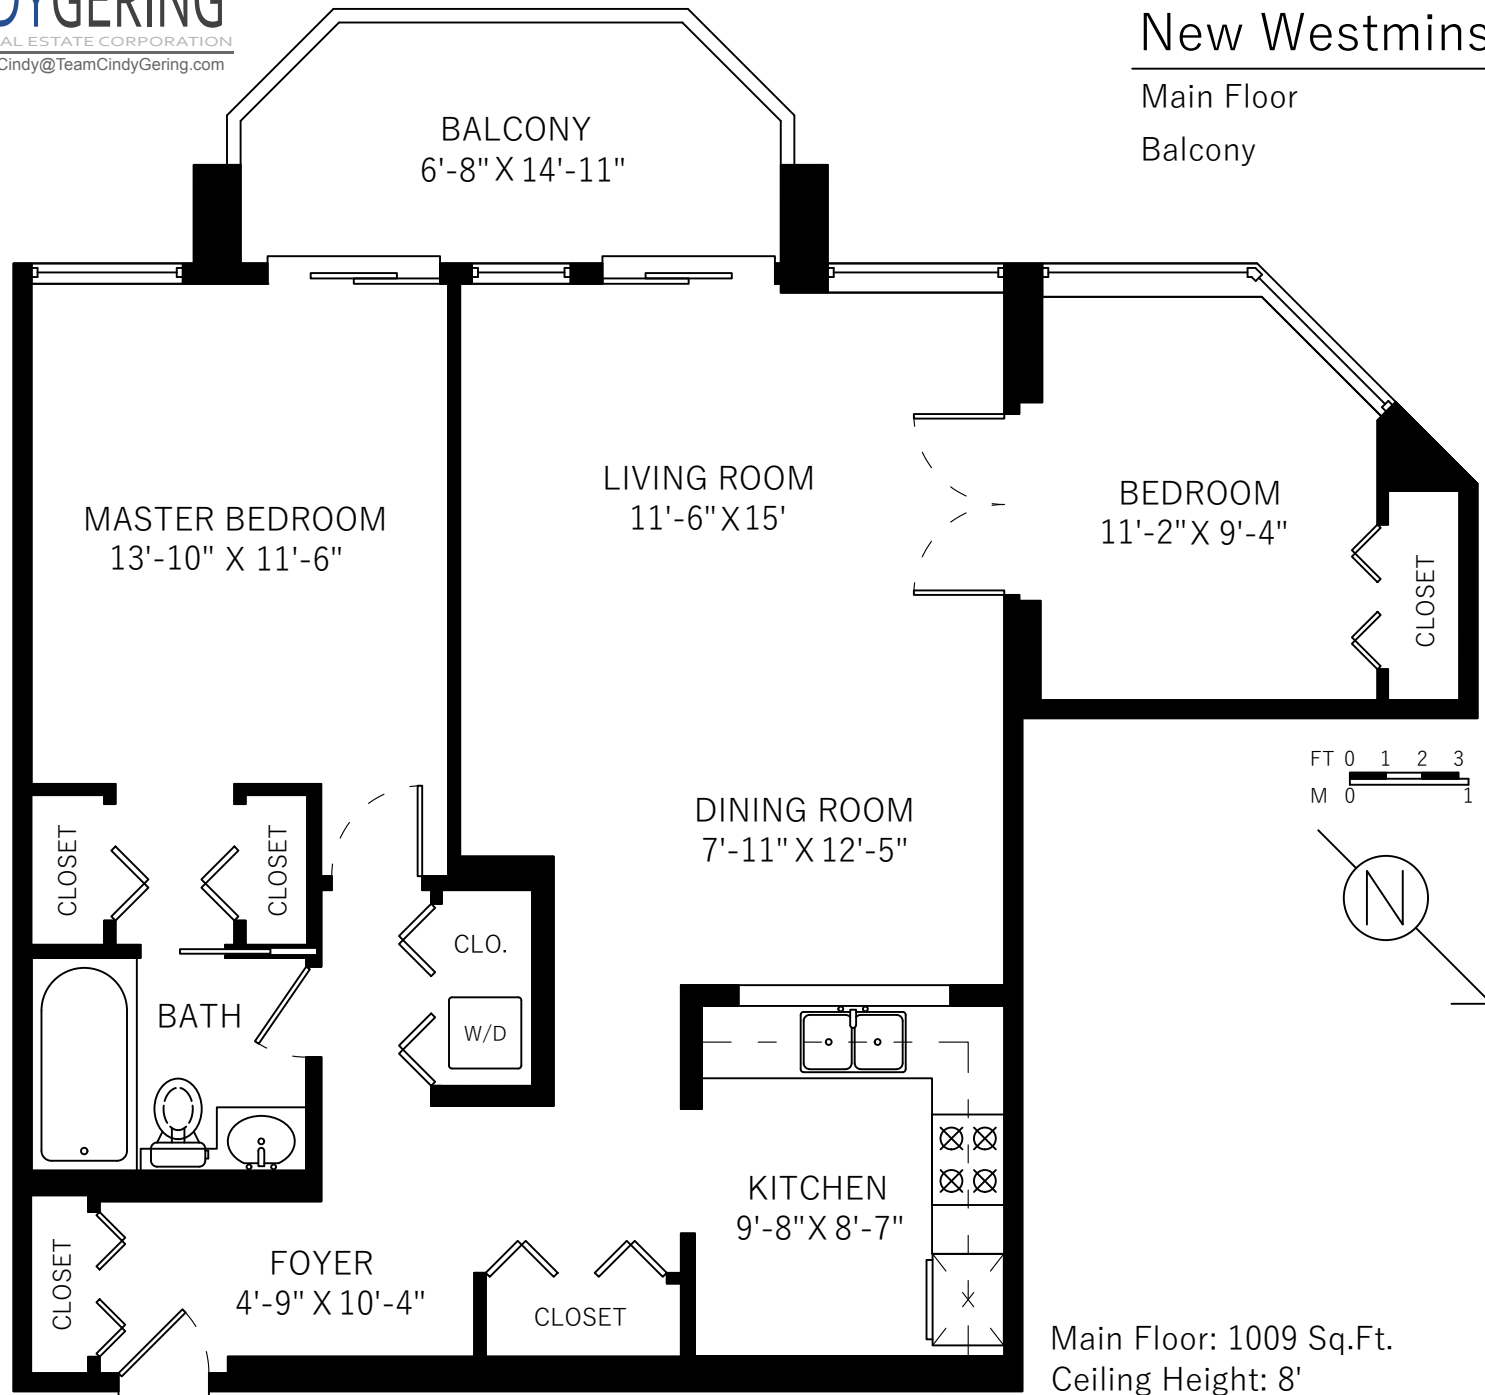 DYGERING
AL ESTATE CORPORATION
Cindy@TeamCindyGering.com
New Westmins
Main Floor
Balcony
BALCONY
6'-8" X 14'-11"
MASTER BEDROOM
13'-10" X 11'-6"
LIVING ROOM
11'-6" X 15'
BEDROOM
11'-2" X 9'-4"
CLOSET
FT 0 1 2 3
M 0 1
N
DINING ROOM
7'-11" X 12'-5"
CLOSET
CLOSET
CLO.
W/D
BATH
KITCHEN
9'-8" X 8'-7"
FOYER
4'-9" X 10'-4"
CLOSET
CLOSET
Main Floor: 1009 Sq.Ft.
Ceiling Height: 8'